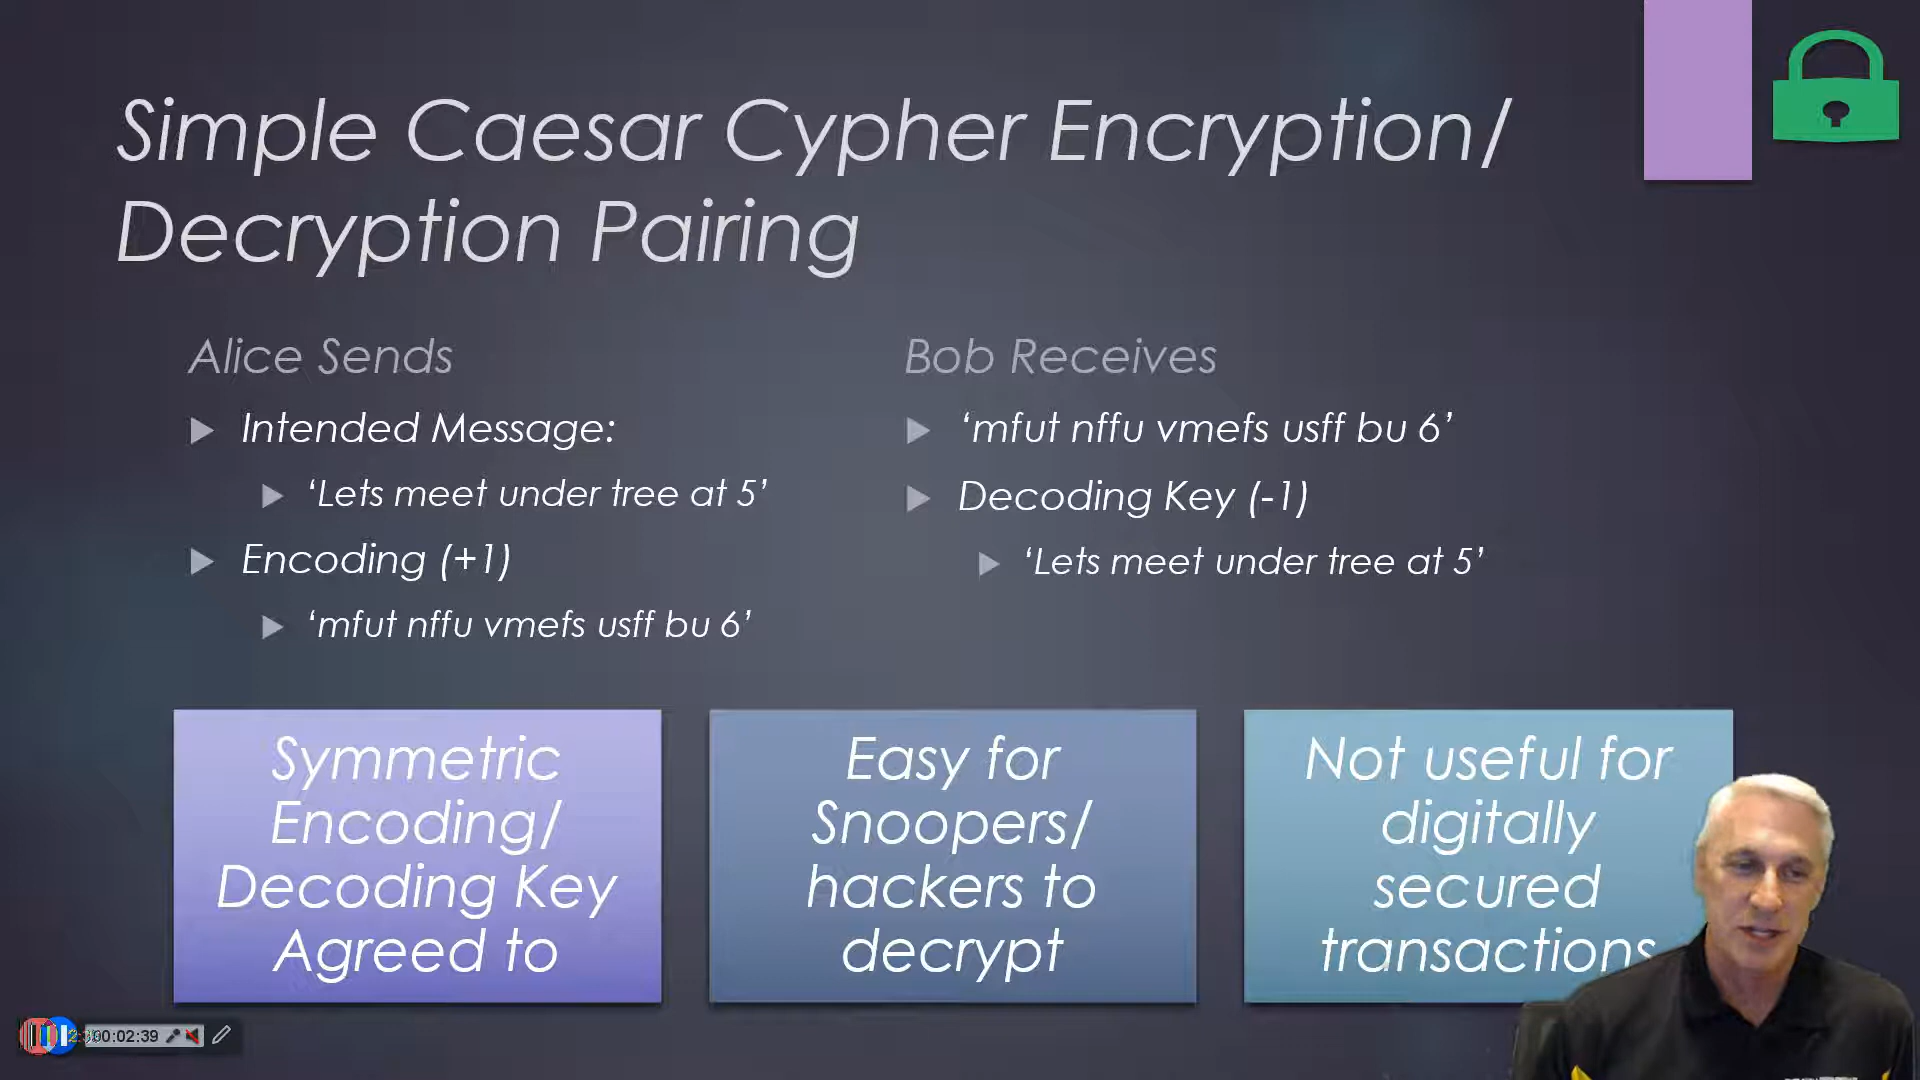 Simple Caesar Cypher Encryption/
Decryption Pairing
Alice Sends
Intended Message:
‘Lets meet under tree at 5’
Encoding (+1)
‘mfut nffu vmefs usff bu 6’
Bob Receives
‘mfut nffu vmefs usff bu 6’
Decoding Key (-1)
‘Lets meet under tree at 5’
Symmetric
Encoding/
Decoding Key
Agreed to
Easy for
Snoopers/
hackers to
decrypt
Not useful for
digitally
secured
transactions
00:02:39